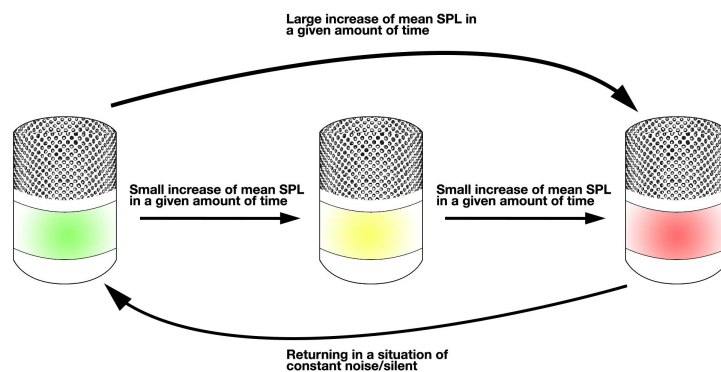 Large increase of mean SPL in
a given amount of time
Small increase of mean SPL
in a given amount of time
Small increase of mean SPL
in a given amount of time
Returning in a situation of
constant noise/silent